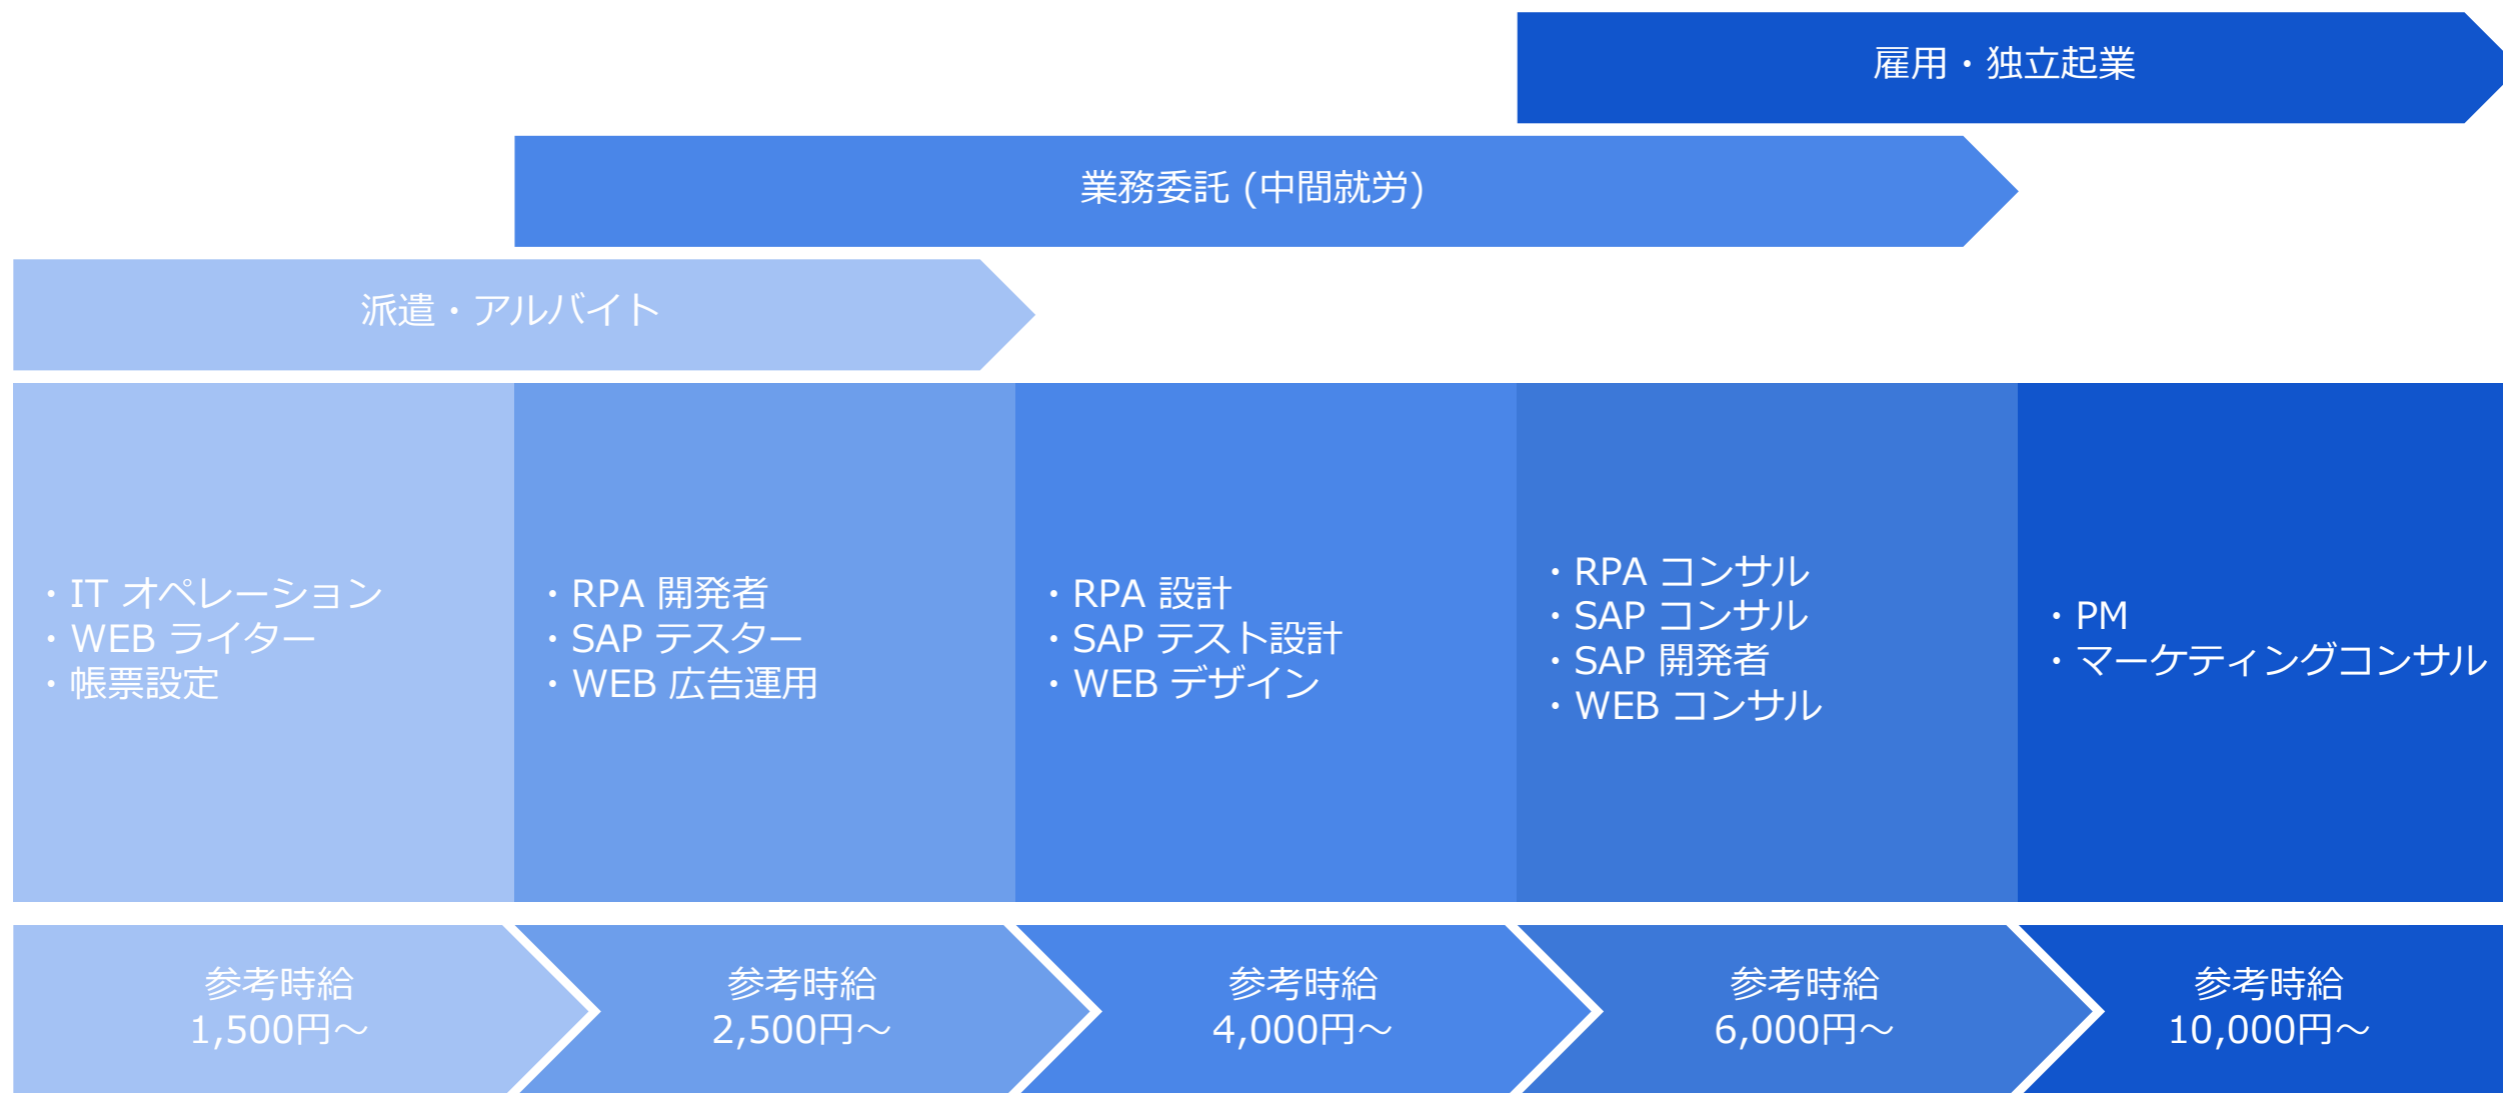 雇用・独立起業
業務委託 (中間就労)
派遣・アルバイト
・IT オペレーション
・WEB ライター
・帳票設定
・RPA 開発者
・SAP テスター
・WEB 広告運用
・RPA 設計
・SAP テスト設計
・WEB デザイン
・RPA コンサル
・SAP コンサル
・SAP 開発者
・WEB コンサル
・PM
・マーケティングコンサル
参考時給
1,500円～
参考時給
2,500円～
参考時給
4,000円～
参考時給
6,000円～
参考時給
10,000円～